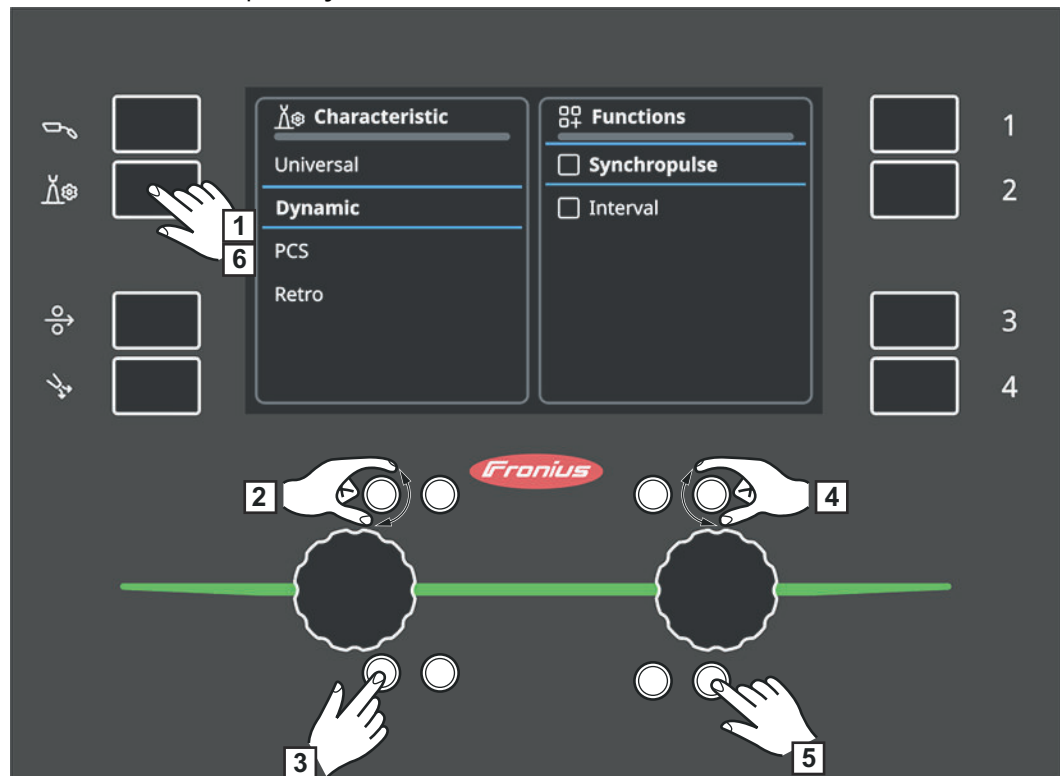 Characteristic
Universal
Dynamic
PCS
Retro
Functions
Synchropulse
Interval
1
2
3
4
1
6
Fronius
2
4
3
5